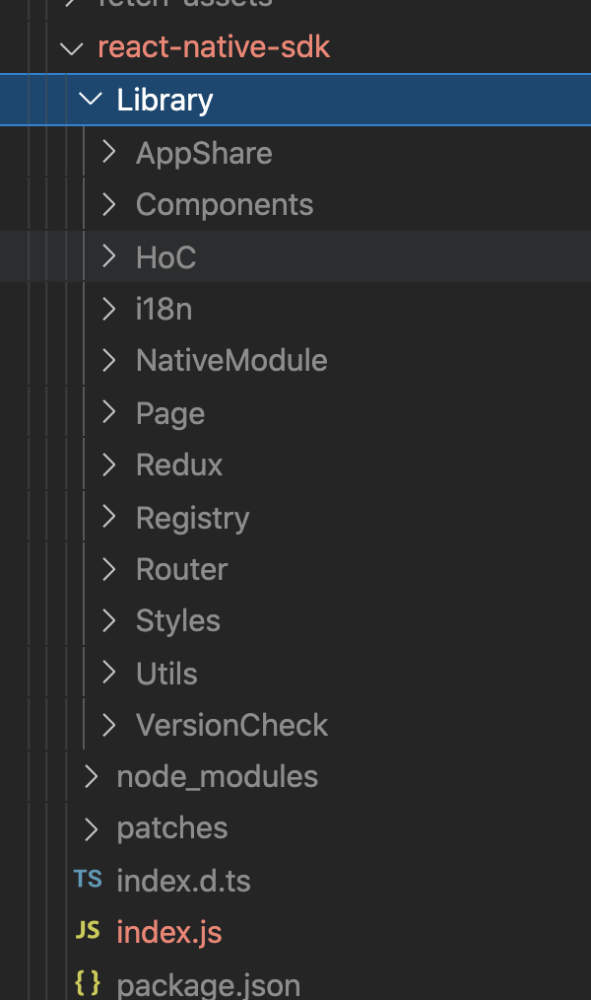 fetch-assets
react-native-sdk
Library
AppShare
Components
HoC
i18n
NativeModule
Page
Redux
Registry
Router
Styles
Utils
VersionCheck
node_modules
patches
TS index.d.ts
JS index.js
{} package.json